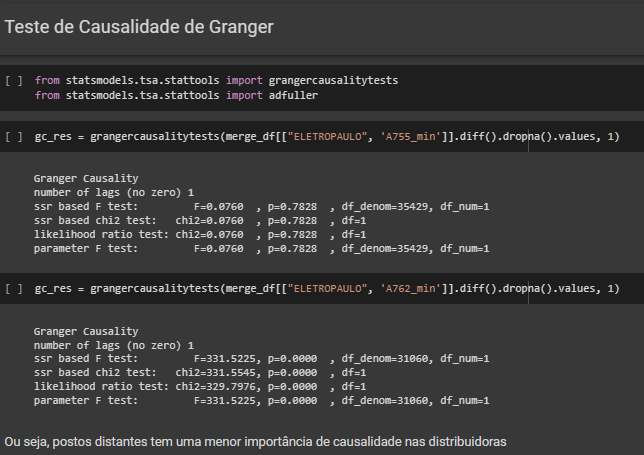 Teste de Causalidade de Granger
[ ] from statsmodels.tsa.stattools import grangercausalitytests
from statsmodels.tsa.stattools import adfuller
[ ] gc_res = grangercausalitytests(merge_df[["ELETROPAULO", 'A755_min']].diff().dropna().values, 1)
Granger Causality
number of lags (no zero) 1
ssr based F test:         F=0.0760  , p=0.7828  , df_denom=35429, df_num=1
ssr based chi2 test:   chi2=0.0760  , p=0.7828  , df=1
likelihood ratio test: chi2=0.0760  , p=0.7828  , df=1
parameter F test:         F=0.0760  , p=0.7828  , df_denom=35429, df_num=1
[ ] gc_res = grangercausalitytests(merge_df[["ELETROPAULO", 'A762_min']].diff().dropna().values, 1)
Granger Causality
number of lags (no zero) 1
ssr based F test:         F=331.5225, p=0.0000  , df_denom=31060, df_num=1
ssr based chi2 test:   chi2=331.5545, p=0.0000  , df=1
likelihood ratio test: chi2=329.7976, p=0.0000  , df=1
parameter F test:         F=331.5225, p=0.0000  , df_denom=31060, df_num=1
Ou seja, postos distantes tem uma menor importância de causalidade nas distribuidoras